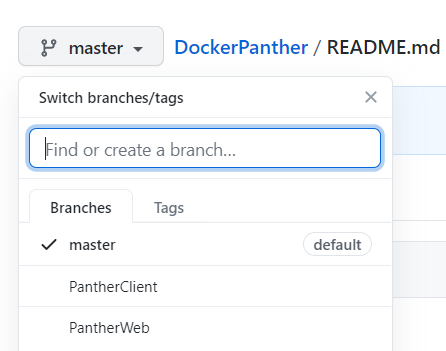 master DockerPanther / README.md
Switch branches/tags
Find or create a branch...
Branches Tags
master default
PantherClient
PantherWeb